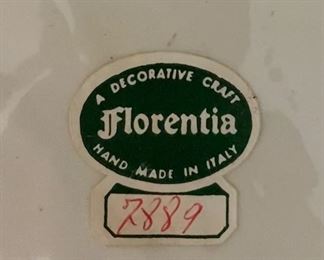 A DECORATIVE CRAFT
Florentia
HAND MADE IN ITALY
7889